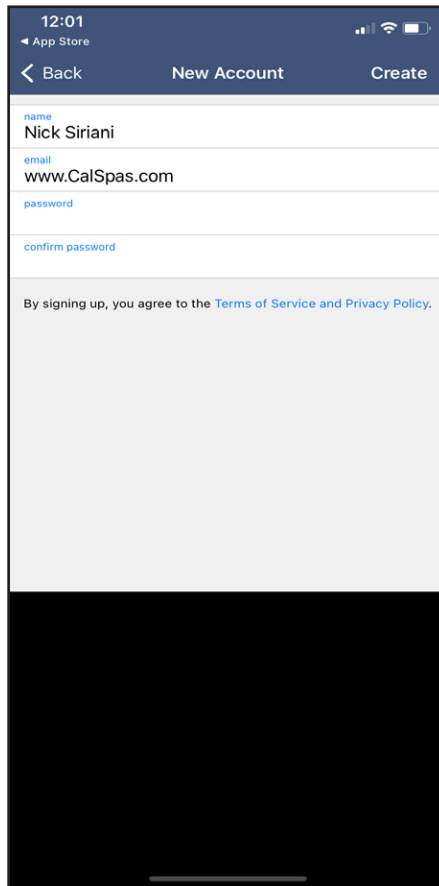 12:01
◀ App Store
Back New Account Create
name
Nick Siriani
email
www.CalSpas.com
password
confirm password
By signing up, you agree to the Terms of Service and Privacy Policy.